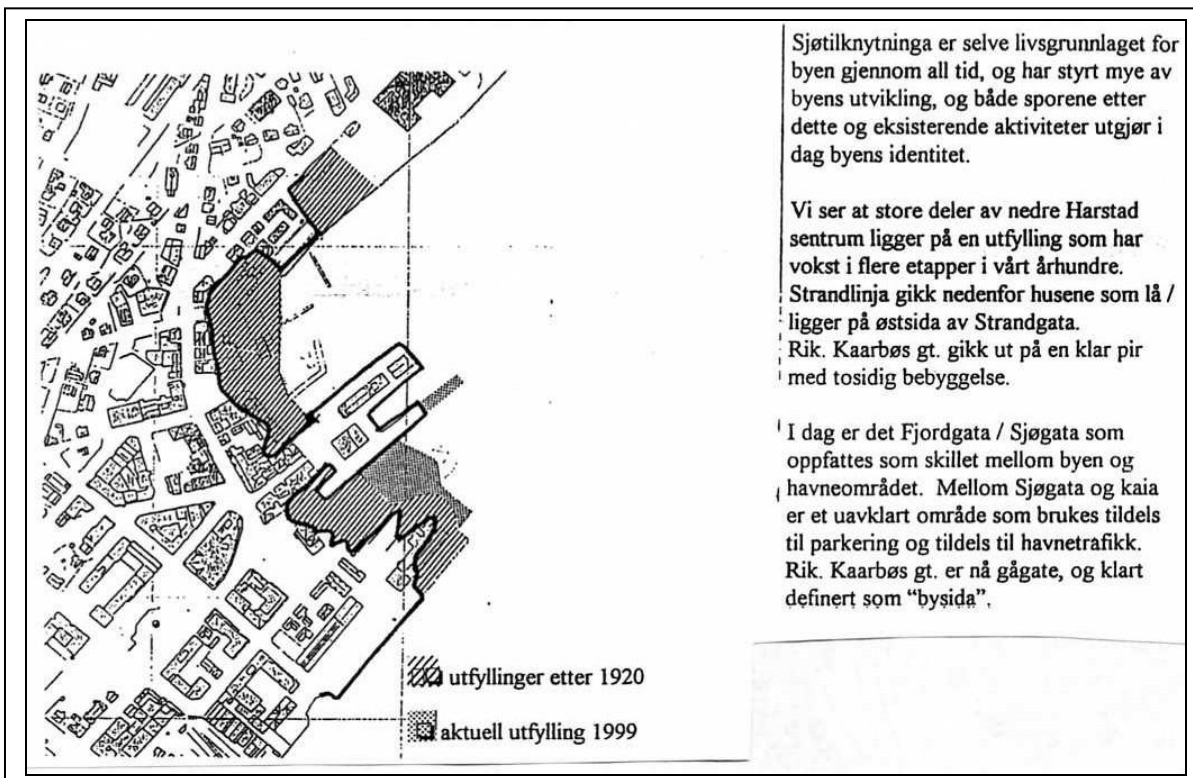 Sjøtilknytninga er selve livsgrunnlaget for
byen gjennom all tid, og har styrt mye av
byens utvikling, og både sporene etter
dette og eksisterende aktiviteter utgjør i
dag byens identitet.
Vi ser at store deler av nedre Harstad
sentrum ligger på en utfylling som har
vokst i flere etapper i vårt århundre.
Strandlinja gikk nedenfor husene som lå /
ligger på østsida av Strandgata.
Rik. Kaarbøs gt. gikk ut på en klar pir
med tosidig bebyggelse.
I dag er det Fjordgata / Sjøgata som
oppfattes som skillet mellom byen og
havneområdet. Mellom Sjøgata og kaia
er et uavklart område som brukes tildels
til parkering og tildels til havnetrafikk.
Rik. Kaarbøs gt. er nå gågate, og klart
definert som "bysida".
utfyllinger etter 1920
aktuell utfylling 1999